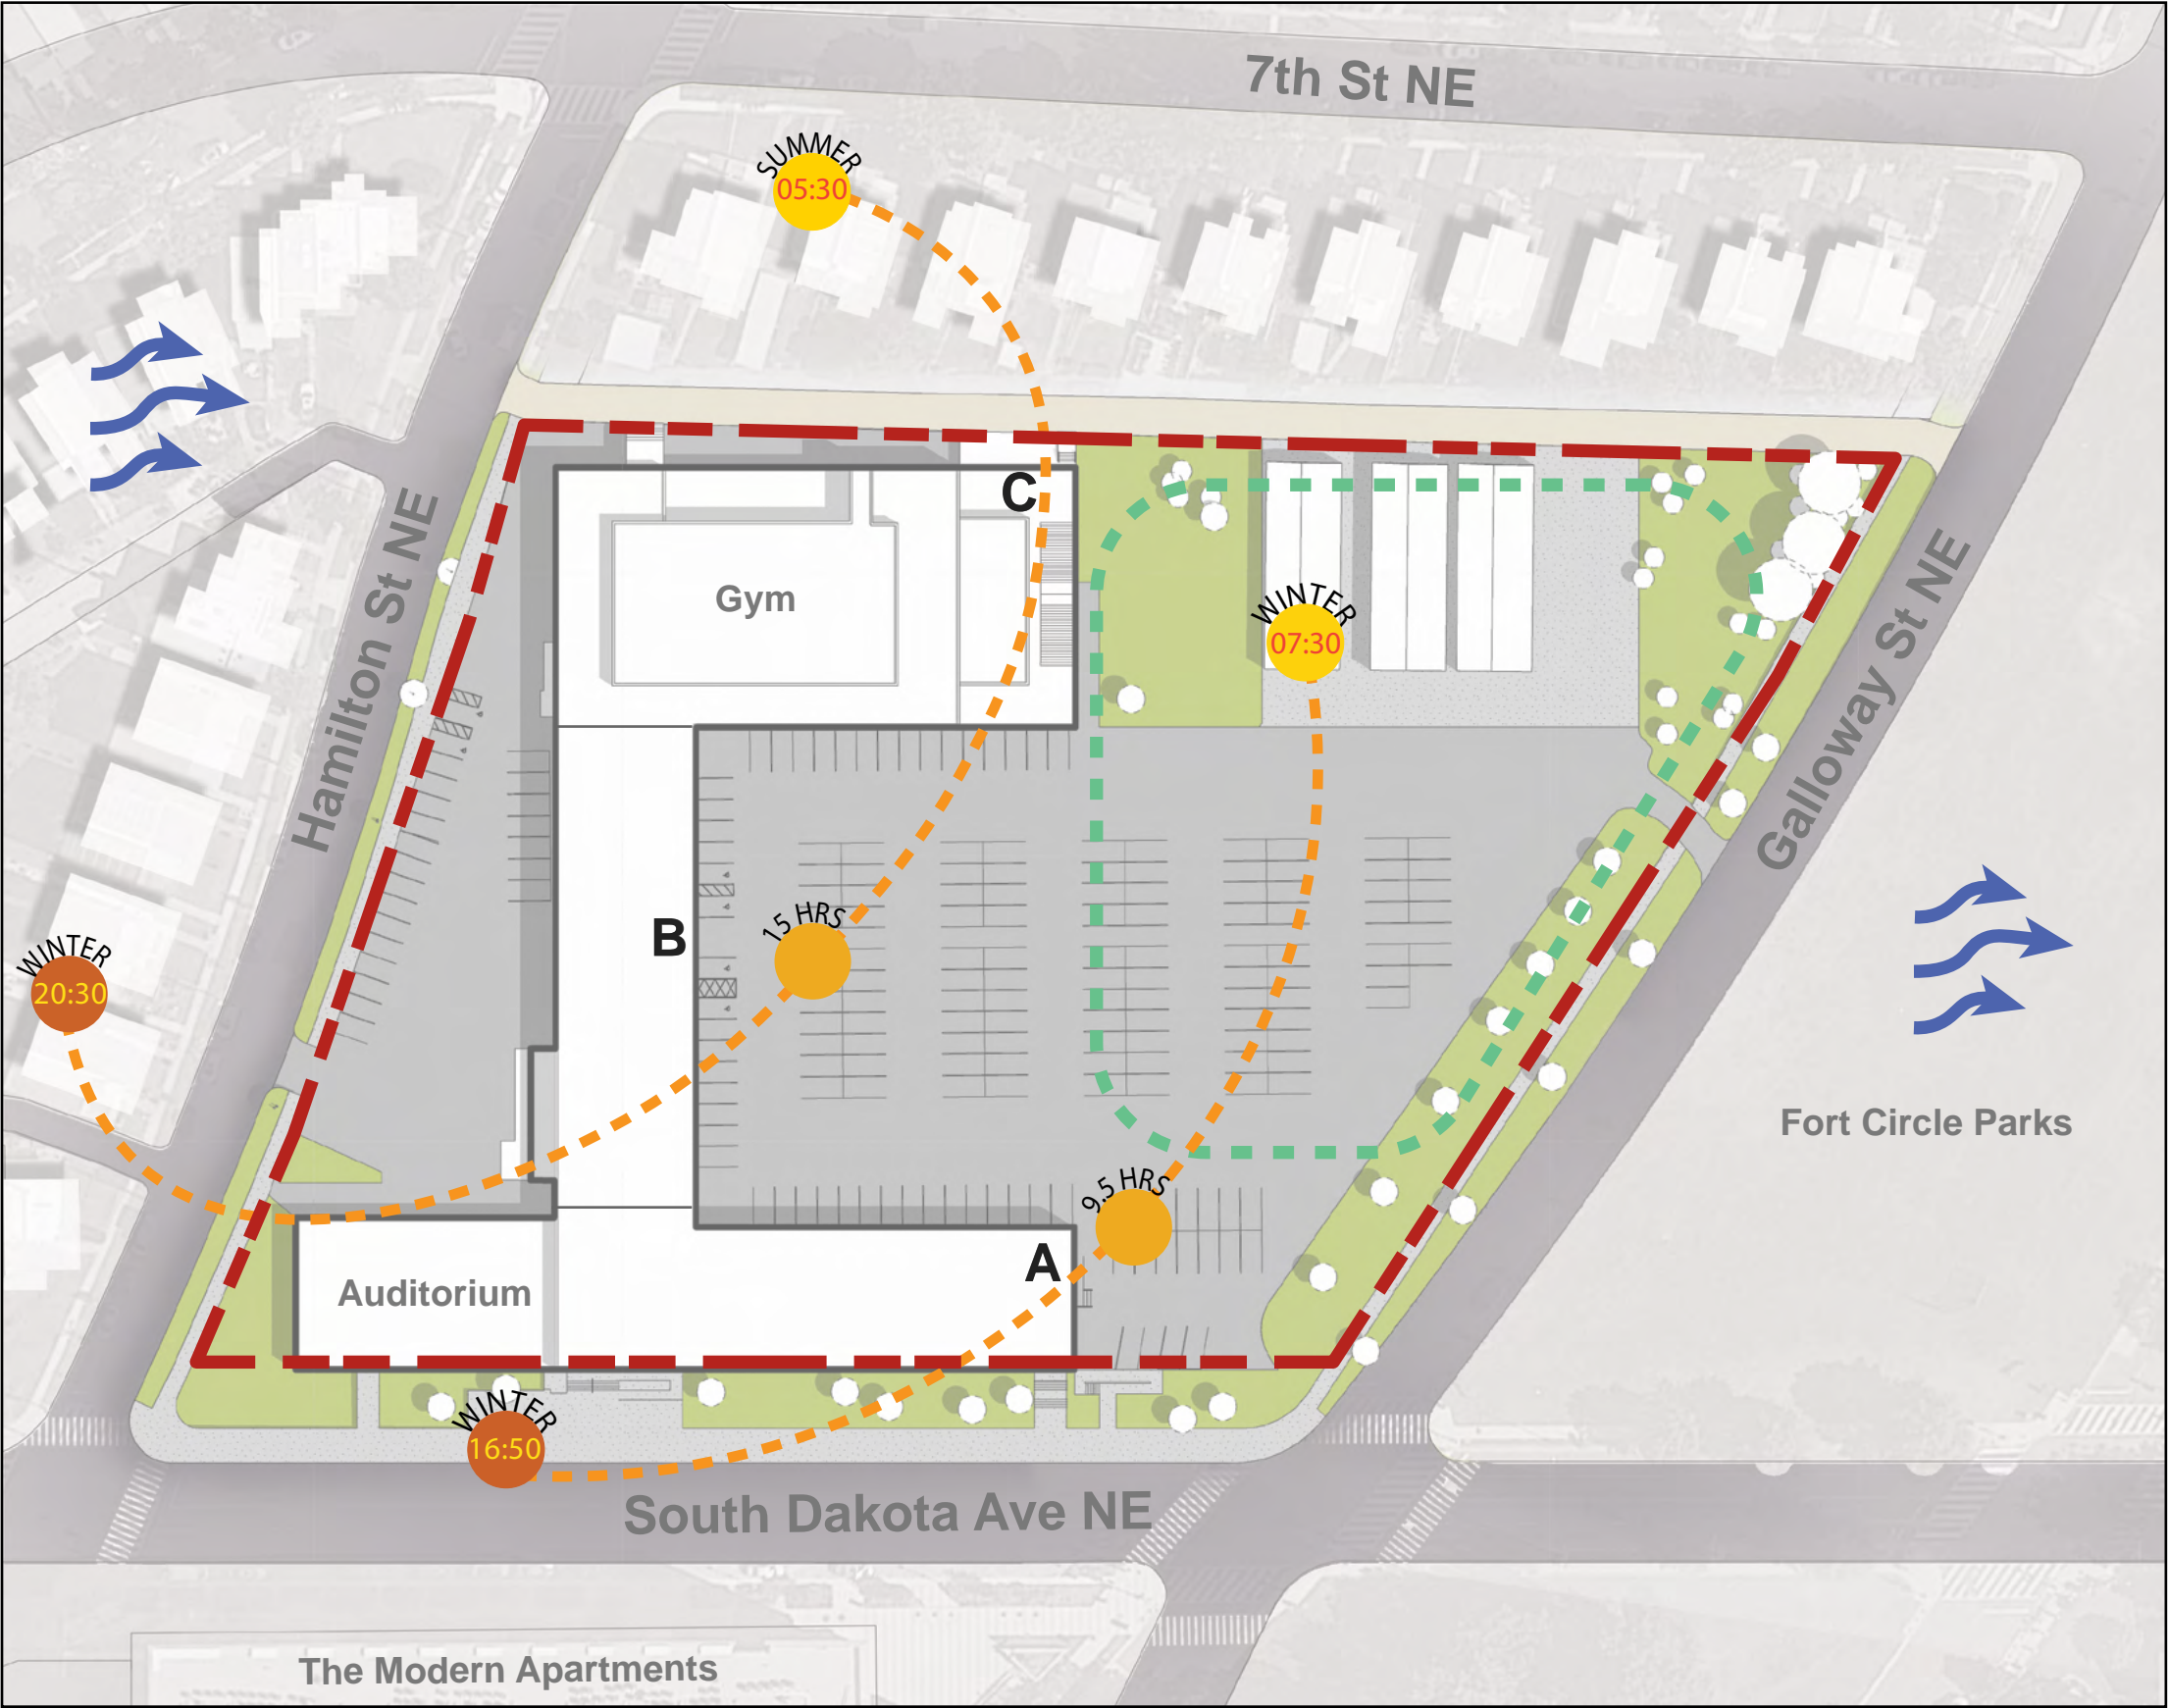 7th St NE
SUMMER
05:30
C
Gym
WINTER
07:30
Hamilton St NE
Galloway St NE
15 HRS
B
WINTER
20:30
Fort Circle Parks
9.5 HRS
A
Auditorium
WINTER
16:50
South Dakota Ave NE
The Modern Apartments